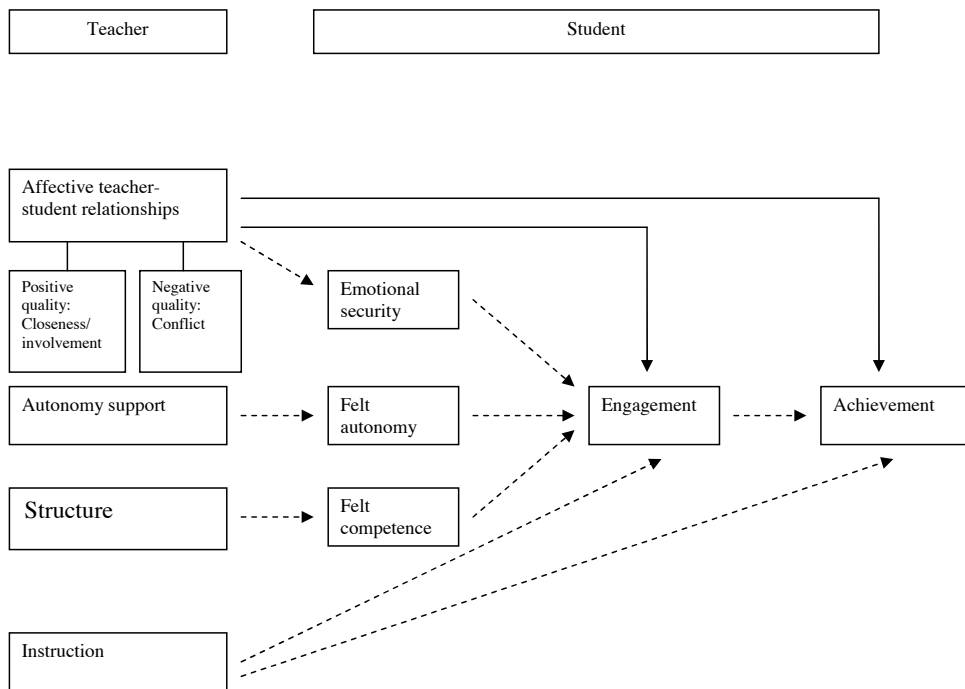 Teacher
Student
Affective teacher-
student relationships
Positive
quality:
Closeness/
involvement
Negative
quality:
Conflict
Emotional
security
Autonomy support
Felt
autonomy
Engagement
Achievement
Structure
Felt
competence
Instruction